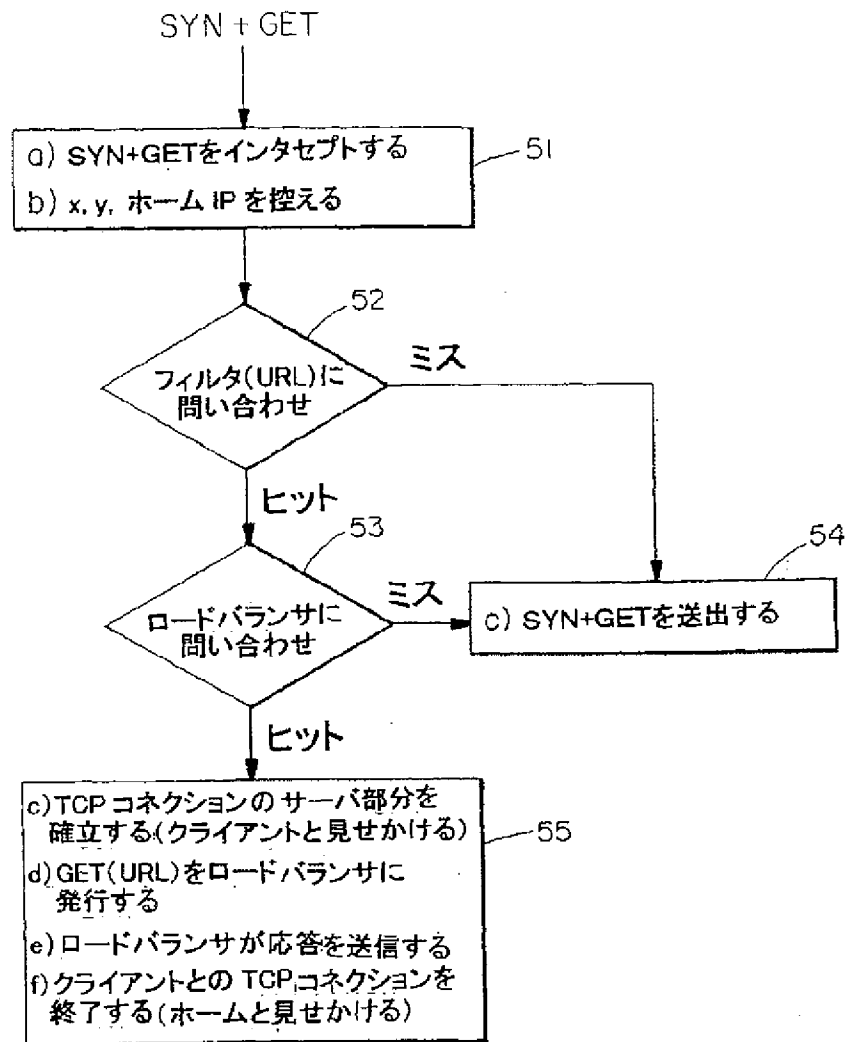 SYN + GET
a) SYN+GETをインタセプトする
51
b) x, y, ホーム IP を控える
52
ミス
フィルタ(URL)に
問い合わせ
ヒット
53
54
ミス
ロードバランサに
問い合わせ
c) SYN+GETを送出する
ヒット
c)TCP コネクションの サーバ部分を
確立する(クライアントと見せかける)
55
d)GET(URL)をロードバランサに
発行する
e)ロードバランサが応答を送信する
f)クライアントとの TCPコネクションを
終了する(ホームと見せかける)